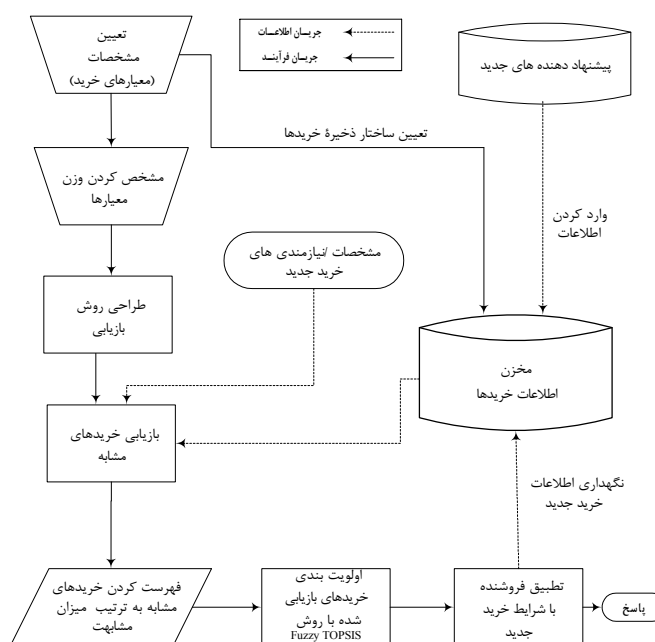 تعیین
مشخصات
(معیارهای خرید)
جریـان اطلاعـات
جریـان فرآینـد
پیشنهاد دهنده های جدید
تعیین ساختار ذخیرۀ خریدها
مشخص کردن وزن
معیارها
وارد کردن
اطلاعات
مشخصات /نیازمندی های
خرید جدید
طراحی روش
بازیابی
مخزن
اطلاعات خریدها
بازیابی خریدهای
مشابه
نگهداری اطلاعات
خرید جدید
فهرست کردن خریدهای
مشابه به ترتیب میزان
مشابهت
اولویت بندی
خریدهای بازیابی
شده با روش
Fuzzy TOPSIS
تطبیق فروشنده
با شرایط خرید
جدید
پاسخ